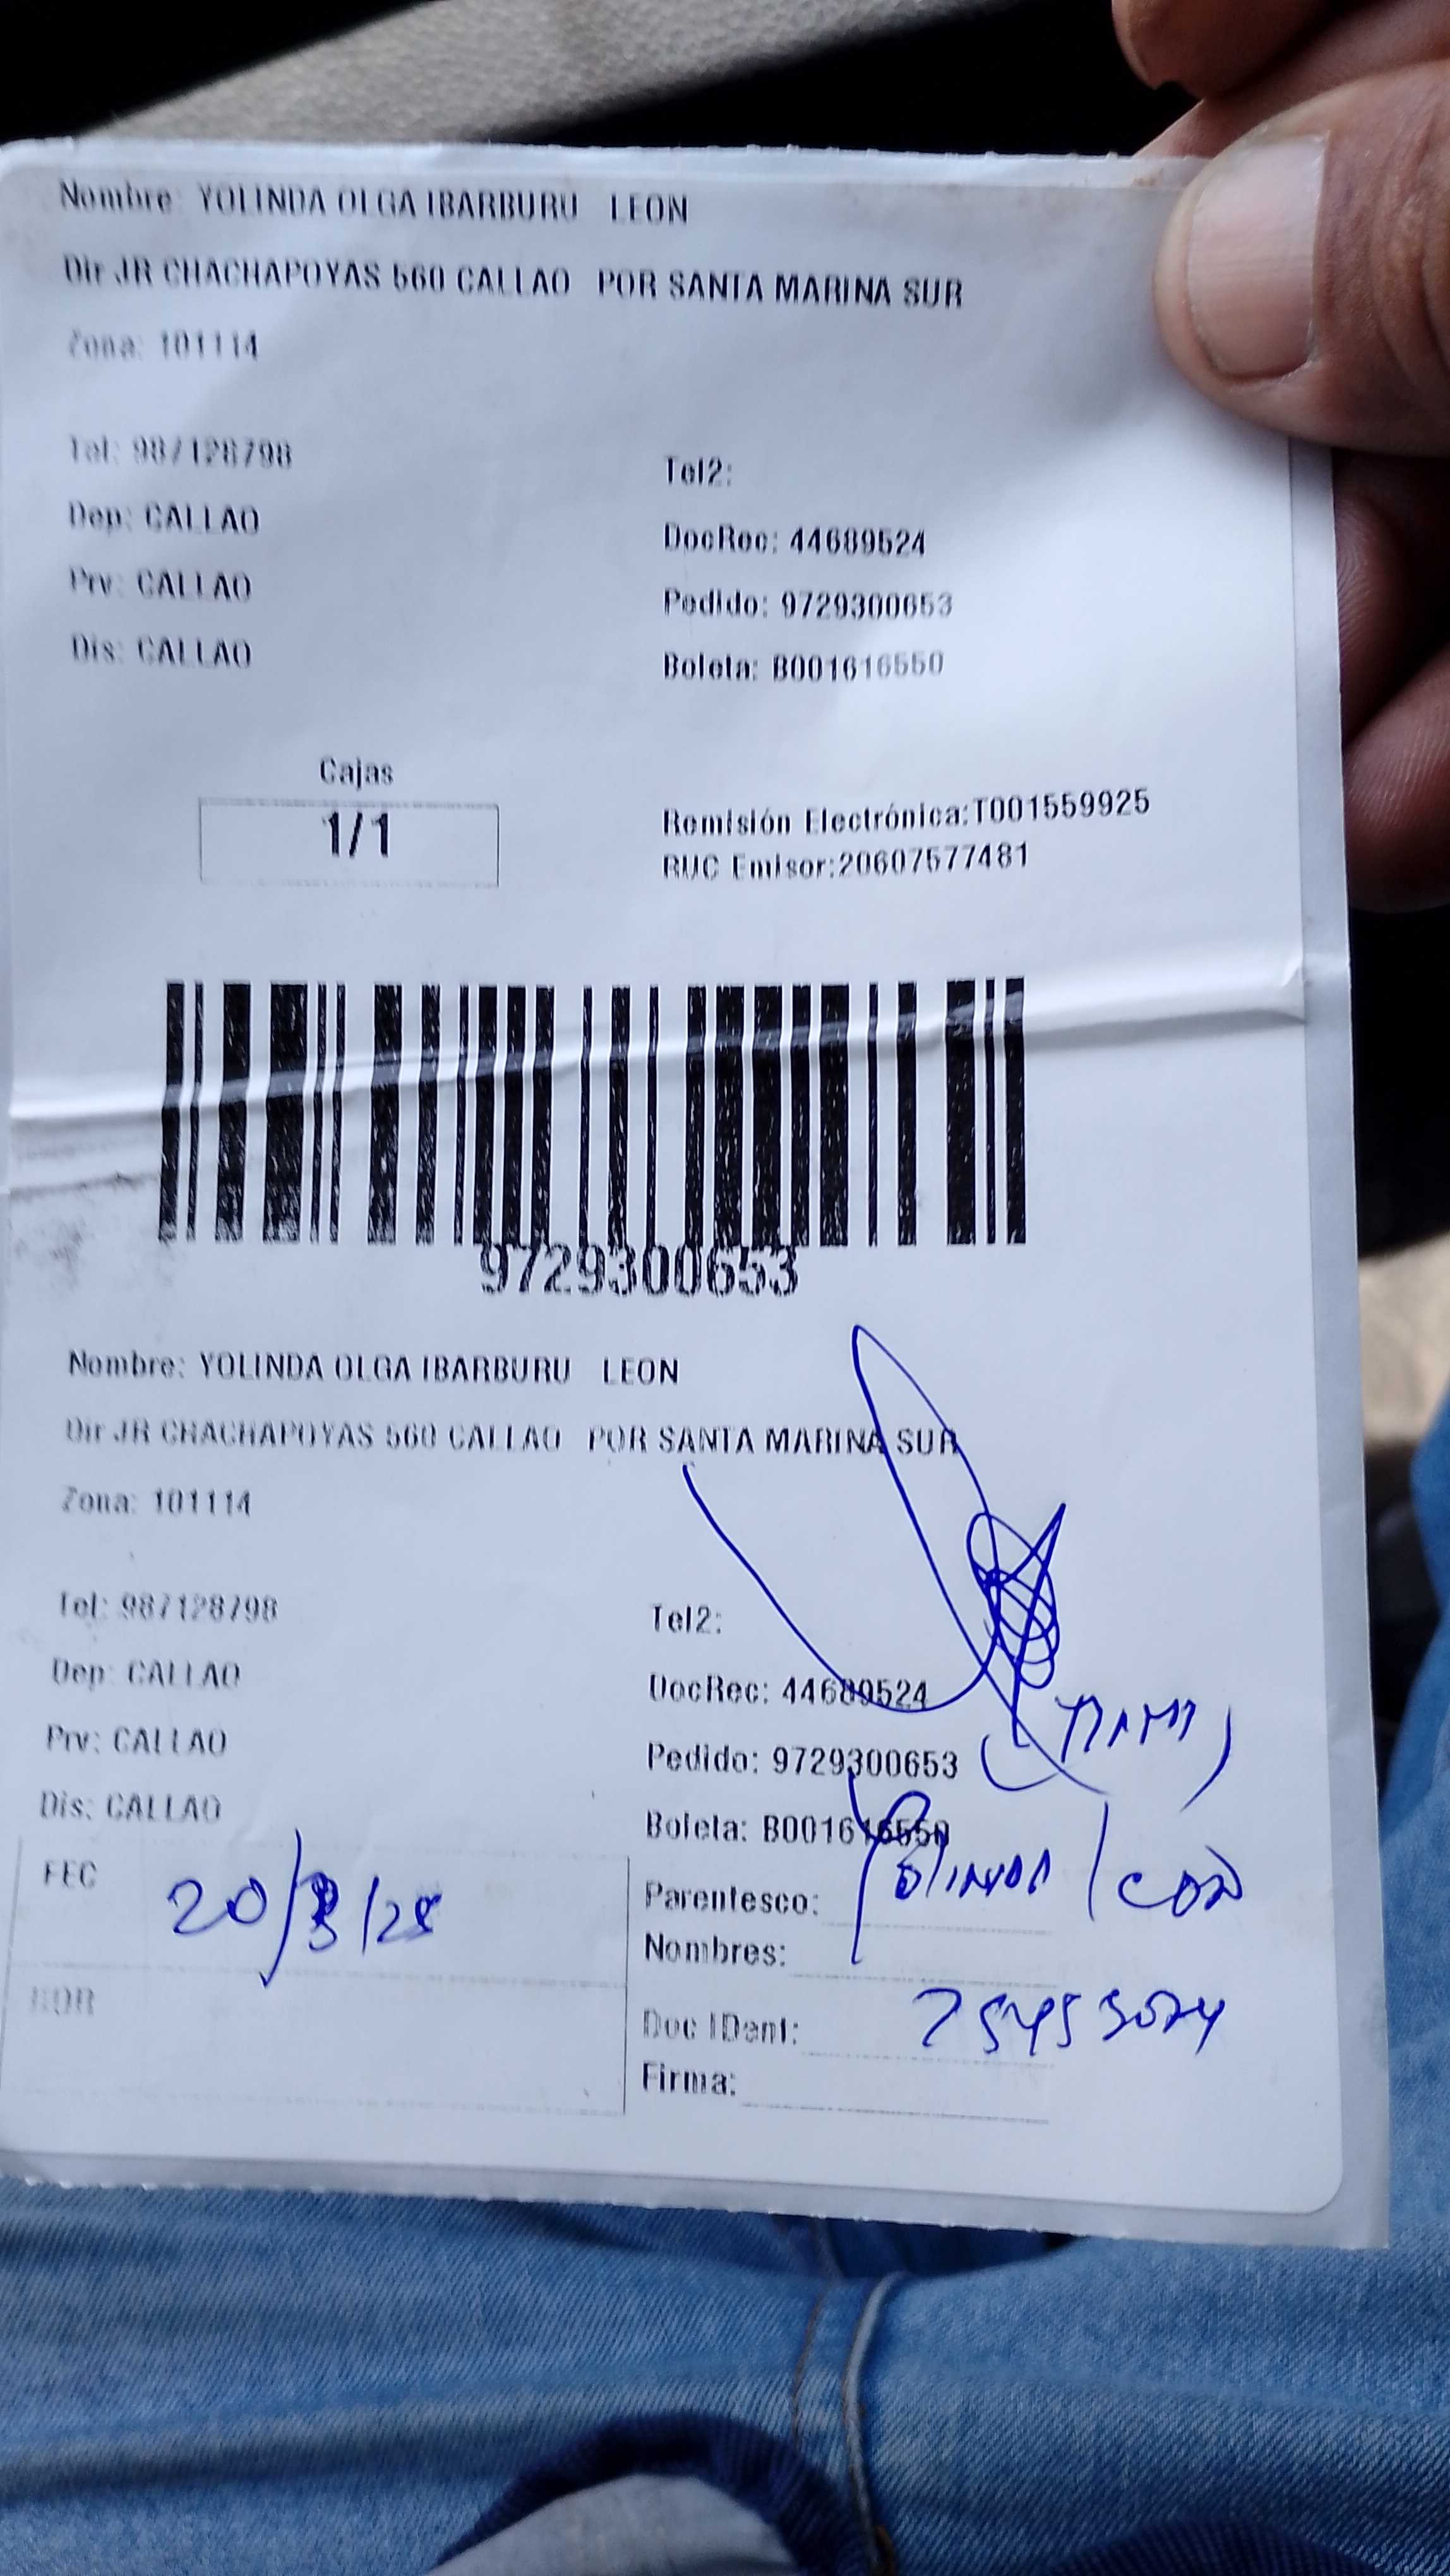 Nombre: YOLINDA OLGA IBARBURU LEON
Dir JR CHACHAPOYAS 560 CALLAO POR SANTA MARINA SUR
Zona: 101114
Tel: 987128798
Tel2:
Dep: CALLAO
DocRec: 44689524
Prv: CALLAO
Pedido: 9729300653
Dis: CALLAO
Boleta: B001616550
Cajas
1/1
Remisión Electrónica:T001559925
RUC Emisor:20607577481
9729300653
Nombre: YOLINDA OLGA IBARBURU LEON
Dir JR CHACHAPOYAS 560 CALLAO POR SANTA MARINA SUR
Zona: 101114
Tel: 987128798
Tel2:
Dep: CALLAO
DocRec: 44689524
Prv: CALLAO
Pedido: 9729300653
Dis: CALLAO
Boleta: B001616550
FEC
Parentesco: Yolinda León
Nombres:
HOR
Doc IDent:
Firma: